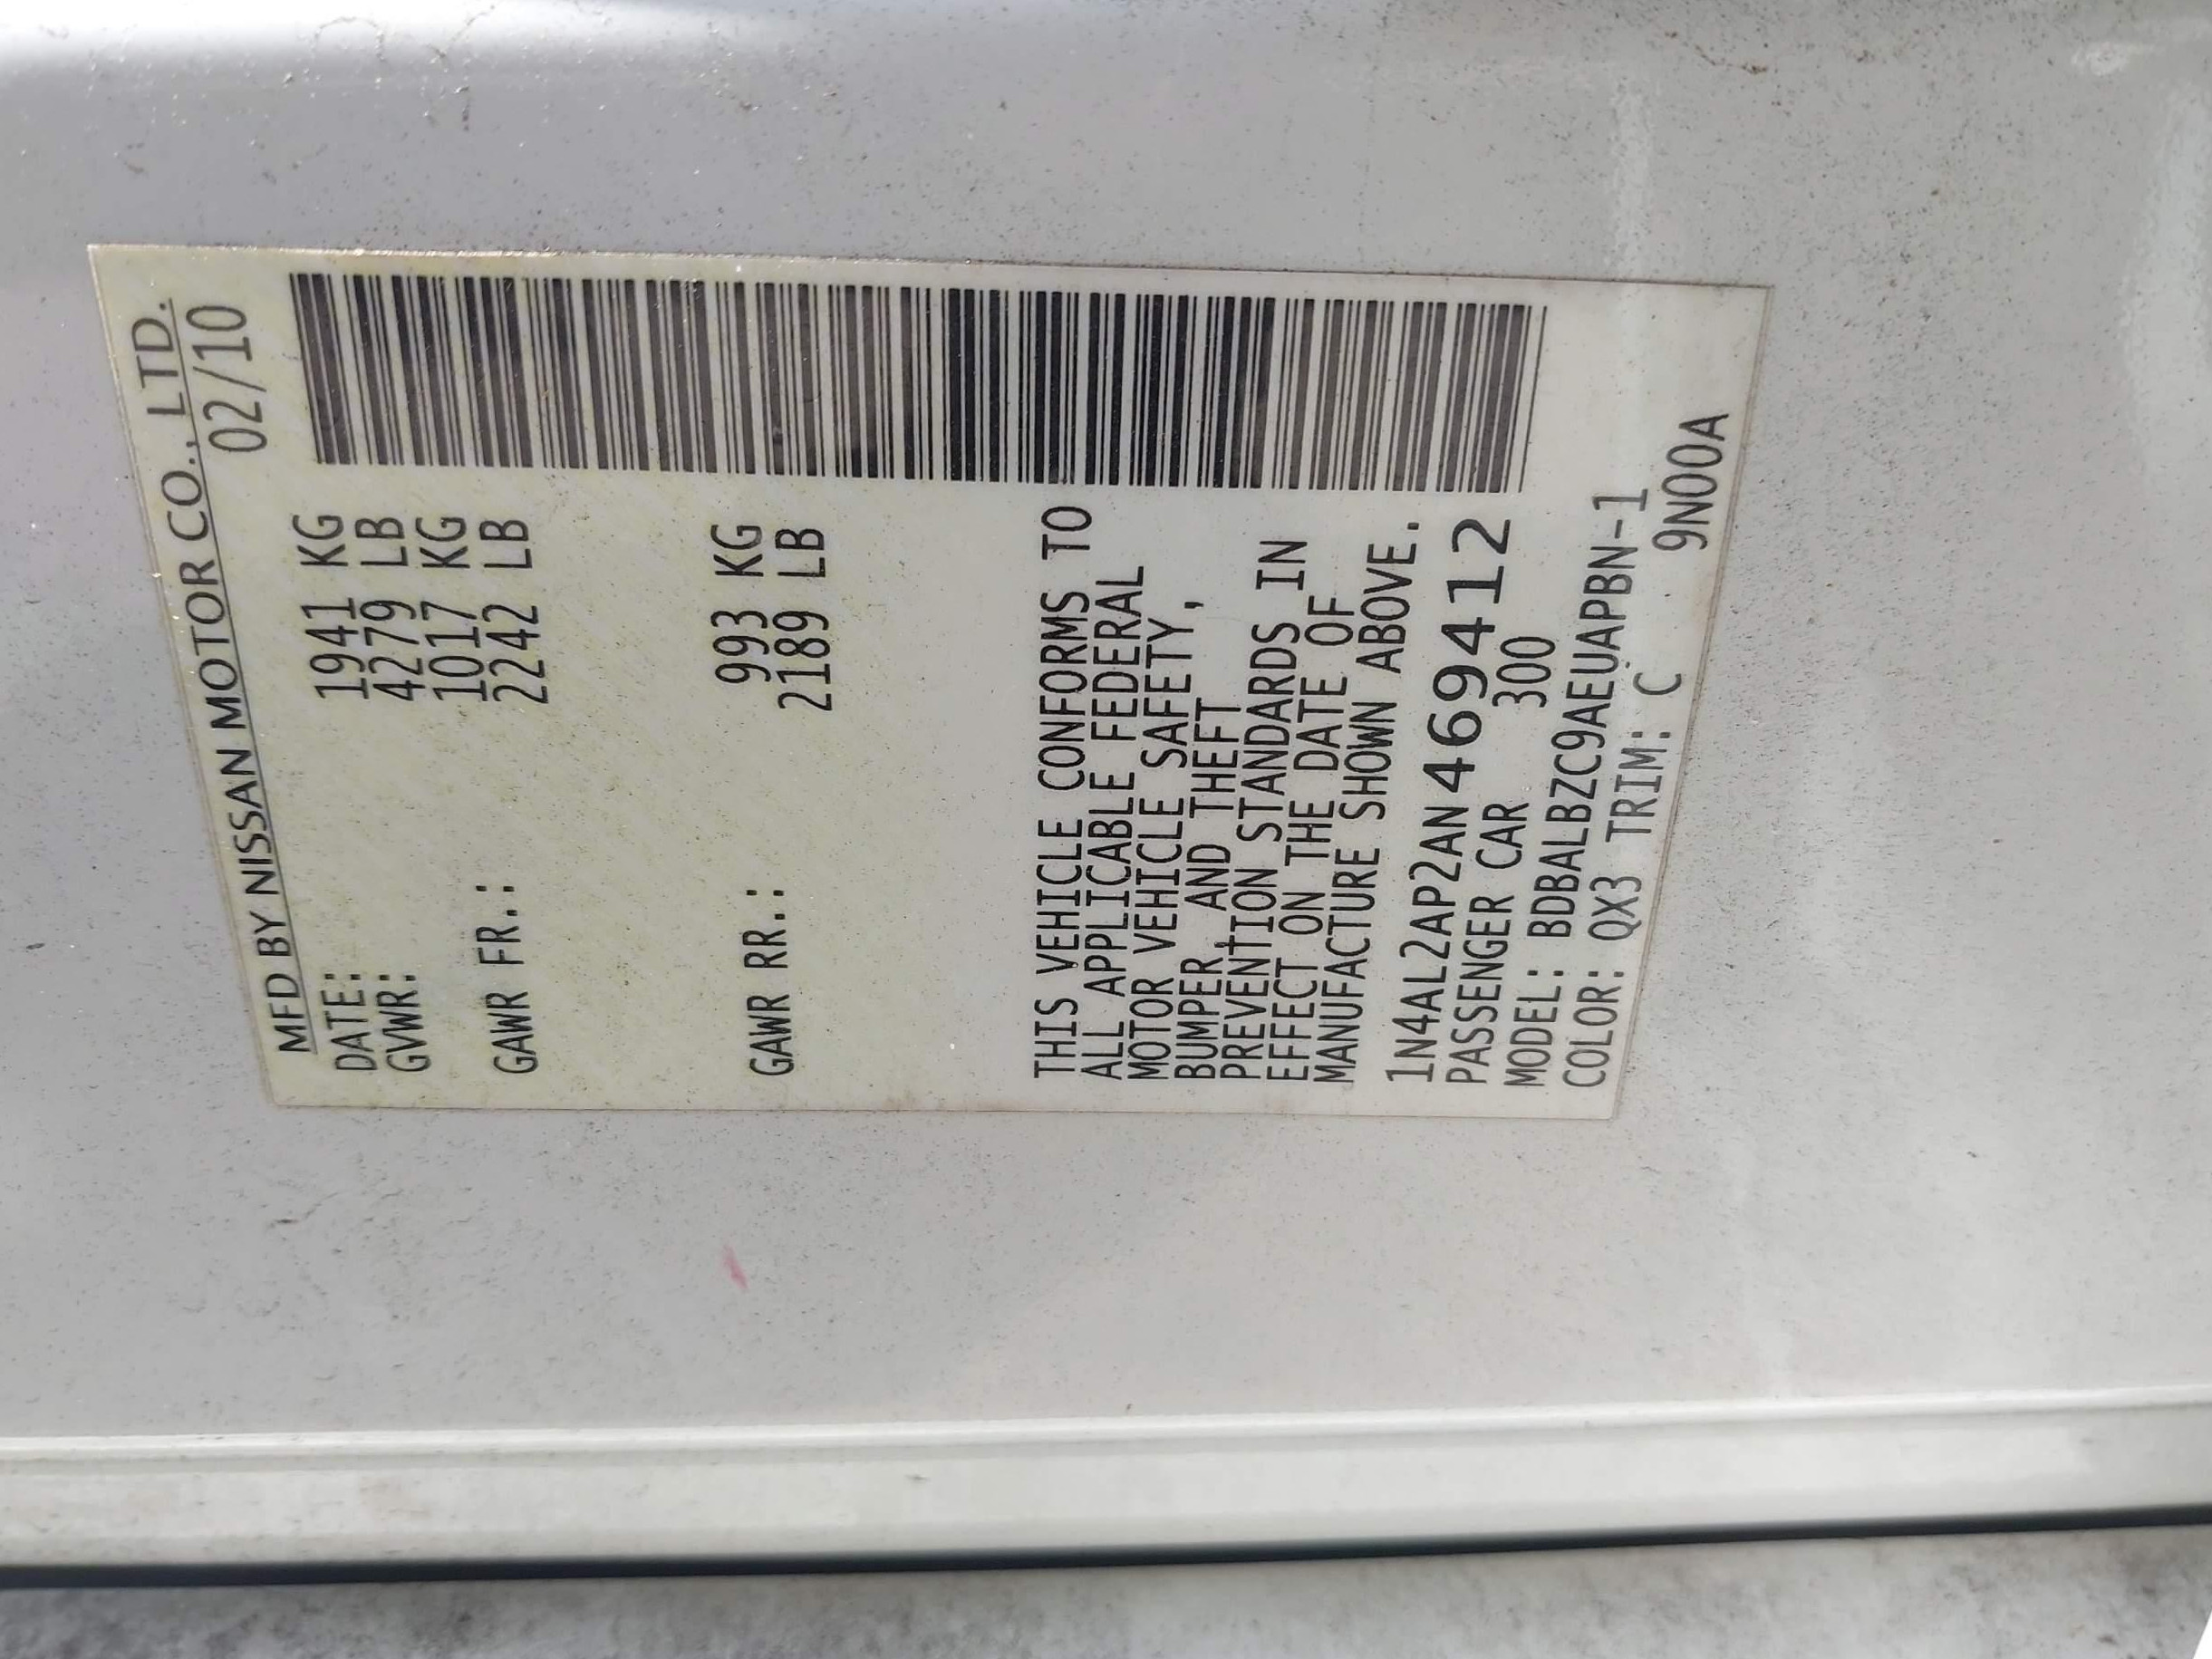 MFD BY NISSAN MOTOR CO., LTD.
DATE: 02/10
GVWR: 1941 KG
4279 LB
GAWR FR.: 1017 KG
2242 LB
GAWR RR.: 993 KG
2189 LB
THIS VEHICLE CONFORMS TO
ALL APPLICABLE FEDERAL
MOTOR VEHICLE SAFETY,
BUMPER, AND THEFT
PREVENTION STANDARDS IN
EFFECT ON THE DATE OF
MANUFACTURE SHOWN ABOVE.
1N4AL2AP2AN469412
PASSENGER CAR 300
MODEL: BDBALBZC9AEUAPBN-1
COLOR: QX3 TRIM: C 9N00A